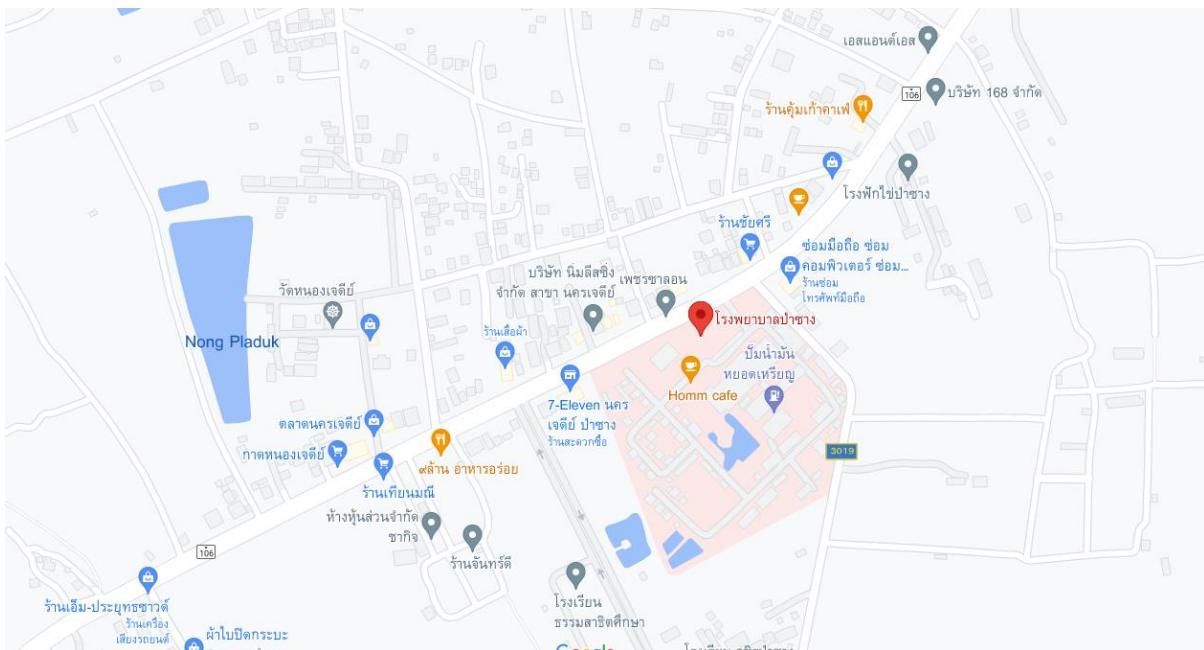 เอสแอนด์เอส
106
บริษัท 168 จำกัด
ร้านคุ้มเก้าคาเฟ่
โรงฟักไข่ป่าซาง
ร้านชัยศรี
ซ่อมมือถือ ซ่อม
คอมพิวเตอร์ ซ่อม...
ร้านซ่อม
โทรศัพท์มือถือ
บริษัท นิมลีสซิ่ง
จำกัด สาขา นครเจดีย์
เพชรซาลอน
วัดหนองเจดีย์
โรงพยาบาลป่าซาง
Nong Pladuk
ร้านเสื้อผ้า
ปั๊มน้ำมัน
หยอดเหรียญ
Homm cafe
7-Eleven นคร
เจดีย์ ป่าซาง
ร้านสะดวกซื้อ
ตลาดนครเจดีย์
กาดหนองเจดีย์
๙ล้าน อาหารอร่อย
3019
ร้านเทียนมณี
ห้างหุ้นส่วนจำกัด
ซากิจ
106
ร้านจันทร์ดี
ร้านเอ็ม-ประยุทธซาวด์
ร้านเครื่อง
เสียงรถยนต์
โรงเรียน
ธรรมสาธิตศึกษา
ผ้าใบปิดกระบะ
Google